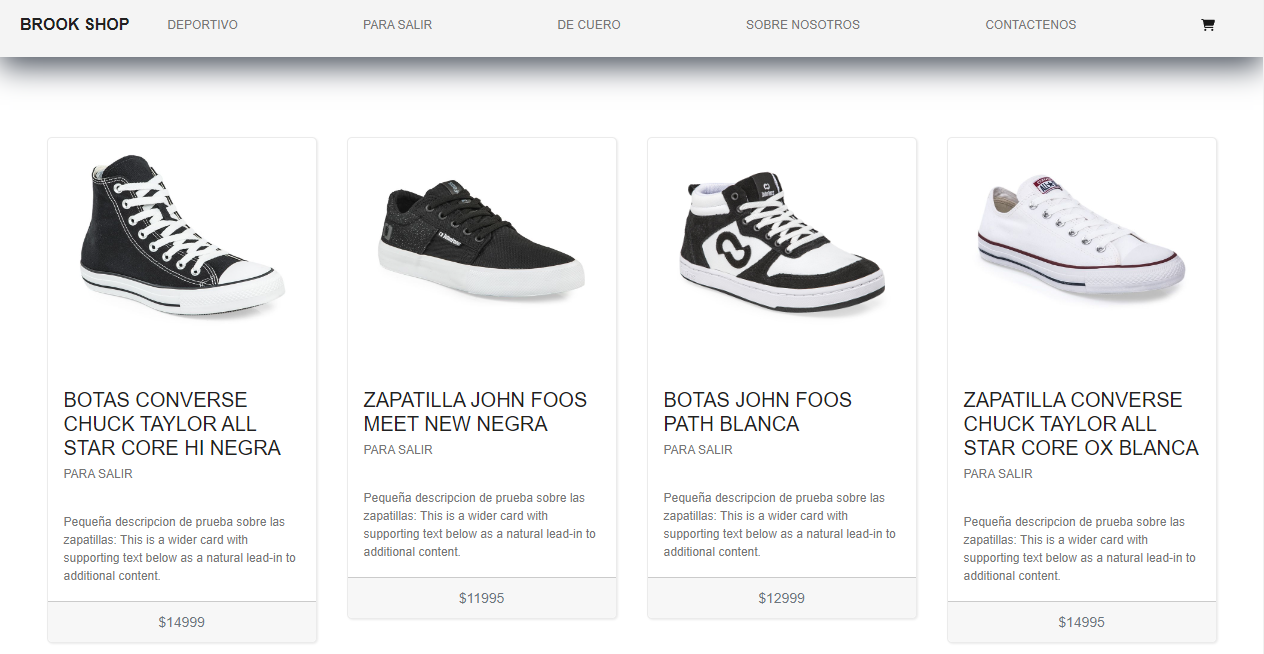 BROOK SHOP DEPORTIVO PARA SALIR DE CUERO SOBRE NOSOTROS CONTACTENOS
BOTAS CONVERSE
CHUCK TAYLOR ALL
STAR CORE HI NEGRA
PARA SALIR
Pequeña descripcion de prueba sobre las
zapatillas: This is a wider card with
supporting text below as a natural lead-in to
additional content.
$14999
ZAPATILLA JOHN FOOS
MEET NEW NEGRA
PARA SALIR
Pequeña descripcion de prueba sobre las
zapatillas: This is a wider card with
supporting text below as a natural lead-in to
additional content.
$11995
BOTAS JOHN FOOS
PATH BLANCA
PARA SALIR
Pequeña descripcion de prueba sobre las
zapatillas: This is a wider card with
supporting text below as a natural lead-in to
additional content.
$12999
ZAPATILLA CONVERSE
CHUCK TAYLOR ALL
STAR CORE OX BLANCA
PARA SALIR
Pequeña descripcion de prueba sobre las
zapatillas: This is a wider card with
supporting text below as a natural lead-in to
additional content.
$14995